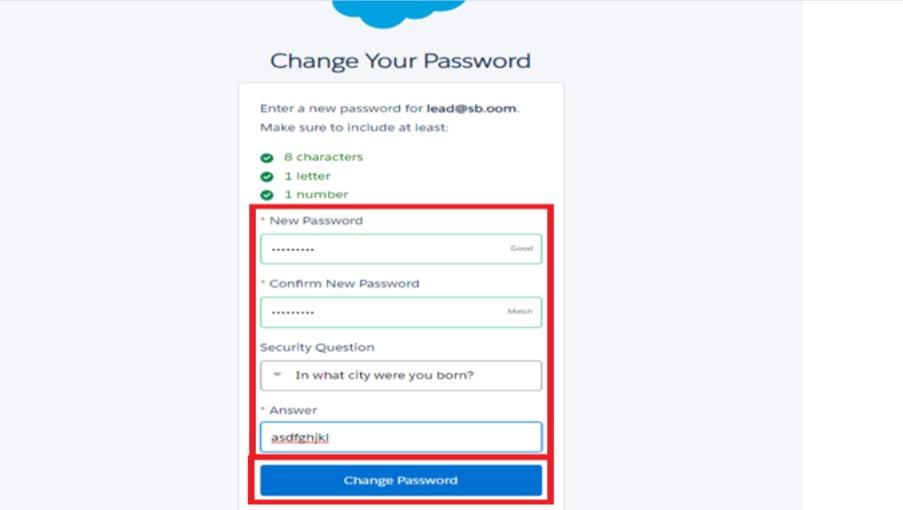 Change Your Password
Enter a new password for lead@sb.oom.
Make sure to include at least:
8 characters
1 letter
1 number
* New Password
••••••••• Good
* Confirm New Password
••••••••• Match
Security Question
In what city were you born?
* Answer
asdfghjkl
Change Password